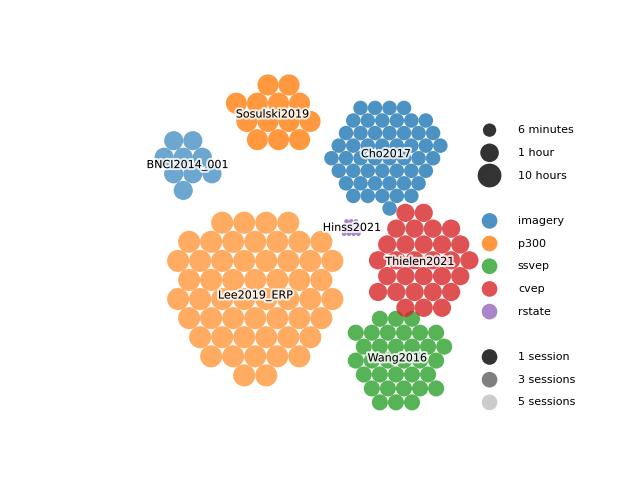 Sosulski2019
BNCI2014_001
Cho2017
Hinss2021
Thielen2021
Lee2019_ERP
Wang2016
6 minutes
1 hour
10 hours
imagery
p300
ssvep
cvep
rstate
1 session
3 sessions
5 sessions